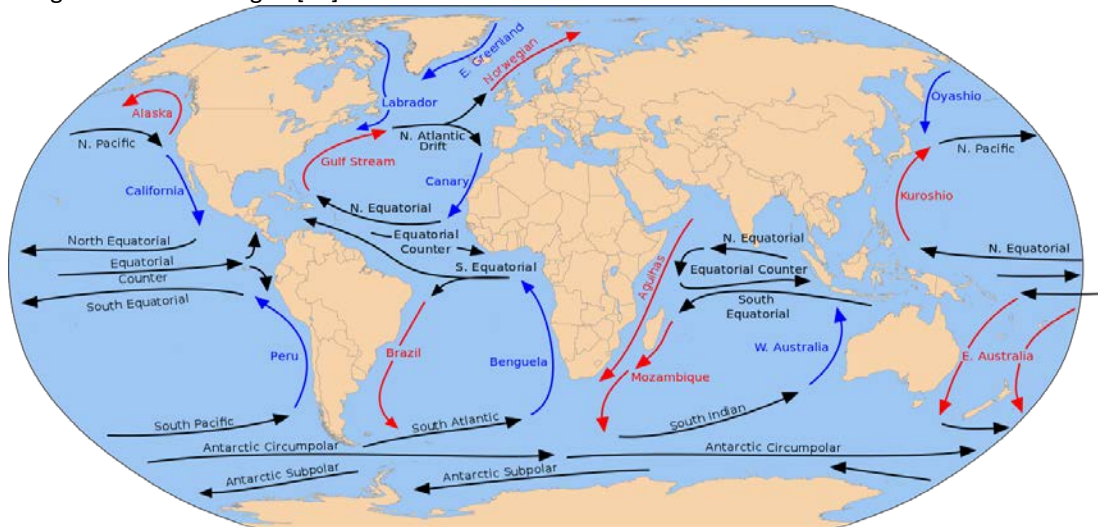 E. Greenland
Norwegian
Labrador
Alaska
Oyashio
N. Pacific
N. Atlantic
Drift
N. Pacific
Gulf Stream
California
Canary
Kuroshio
N. Equatorial
North Equatorial
Equatorial
Counter
N. Equatorial
N. Equatorial
Equatorial
Counter
S. Equatorial
Equatorial Counter
Agulhas
South Equatorial
South
Equatorial
Peru
Brazil
Benguela
W. Australia
E. Australia
Mozambique
South Pacific
South Atlantic
South Indian
Antarctic Circumpolar
Antarctic Circumpolar
Antarctic Subpolar
Antarctic Subpolar